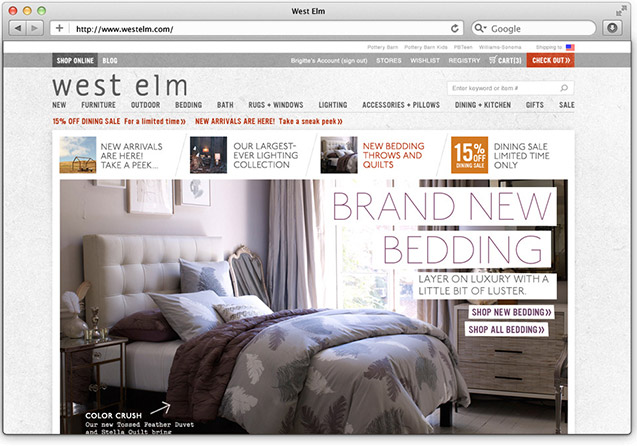 West Elm
http://www.westelm.com/
Google
Pottery Barn Pottery Barn Kids PBTeen Williams-Sonoma Shipping to
SHOP ONLINE BLOG Brigitte's Account (sign out) STORES WISHLIST REGISTRY CART(3) CHECK OUT»
west elm
Enter keyword or item #
NEW FURNITURE OUTDOOR BEDDING BATH RUGS + WINDOWS LIGHTING ACCESSORIES + PILLOWS DINING + KITCHEN GIFTS SALE
15% OFF DINING SALE For a limited time» NEW ARRIVALS ARE HERE! Take a sneak peek»
NEW ARRIVALS
ARE HERE!
TAKE A PEEK...
OUR LARGEST-
EVER LIGHTING
COLLECTION
NEW BEDDING
THROWS AND
QUILTS
15% OFF
DINING SALE
DINING SALE
LIMITED TIME
ONLY
BRAND NEW
BEDDING
LAYER ON LUXURY WITH A
LITTLE BIT OF LUSTER.
SHOP NEW BEDDING»
SHOP ALL BEDDING»
COLOR CRUSH
Our new Tossed Feather Duvet
and Stella Quilt bring